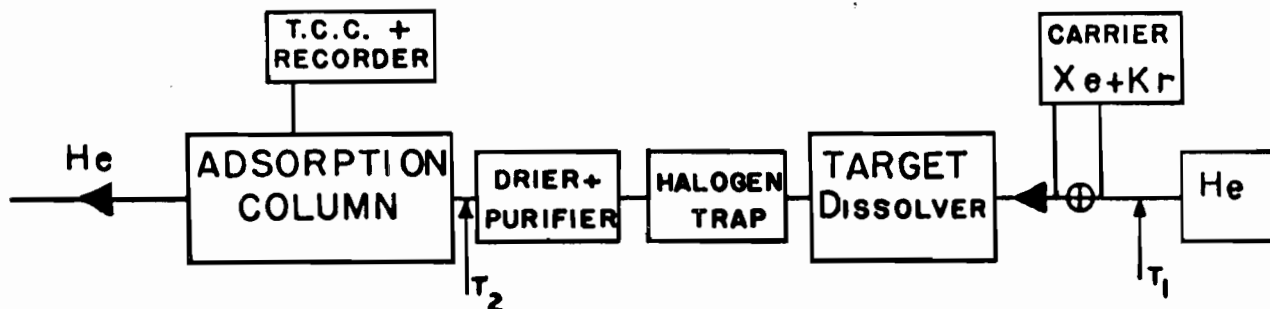 T.C.C. +
RECORDER
CARRIER
Xe+Kr
He
ADSORPTION
COLUMN
DRIER+
PURIFIER
HALOGEN
TRAP
TARGET
DISSOLVER
He
T2
T1